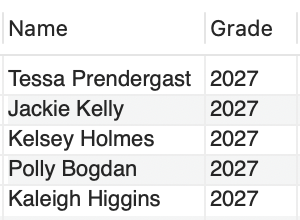 Name Grade
Tessa Prendergast 2027
Jackie Kelly 2027
Kelsey Holmes 2027
Polly Bogdan 2027
Kaleigh Higgins 2027